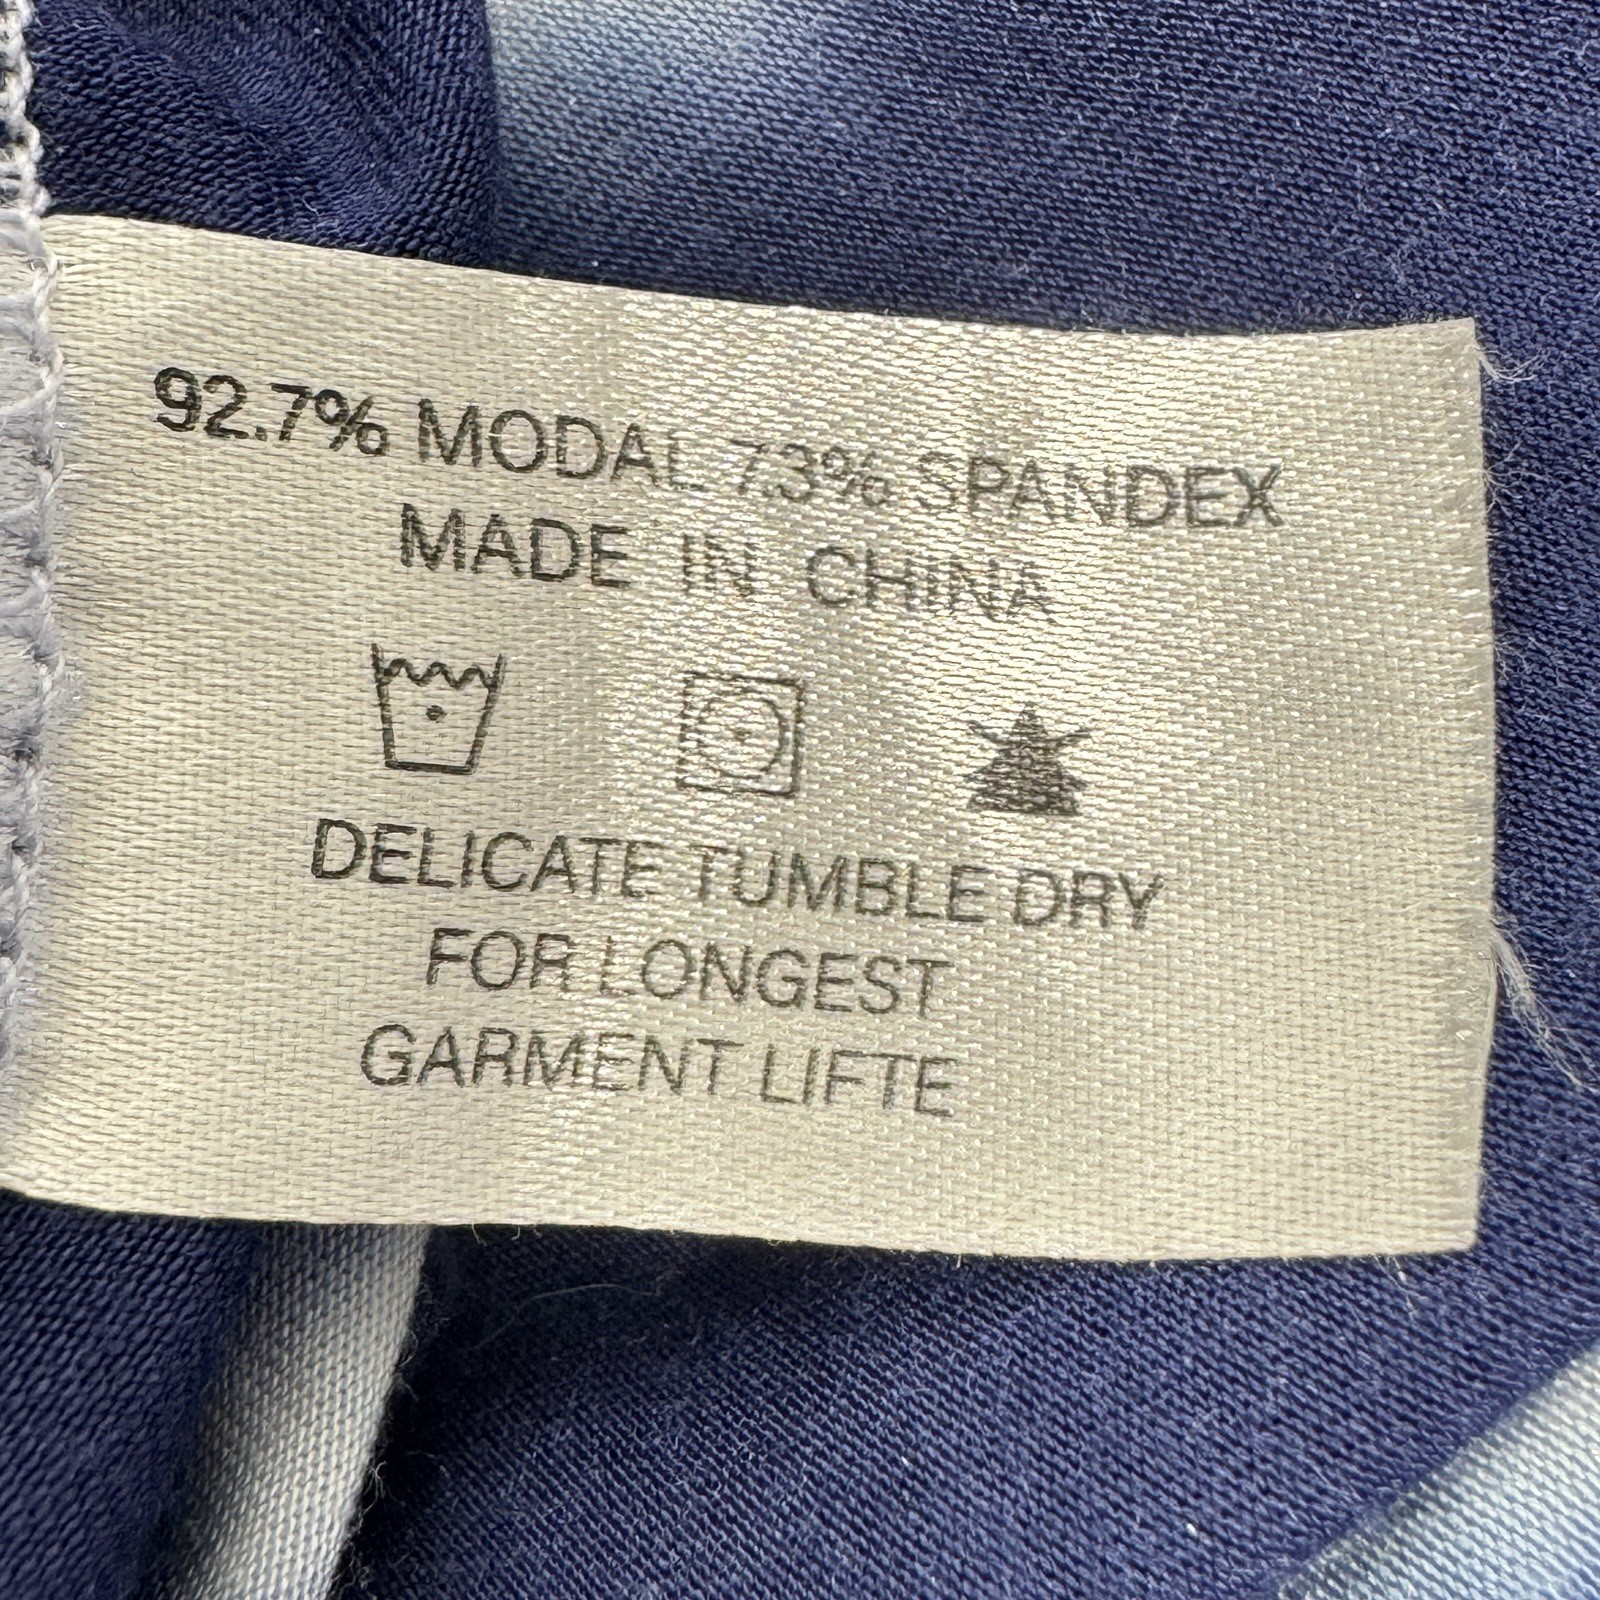 92.7% MODAL 7.3% SPANDEX
MADE IN CHINA
DELICATE TUMBLE DRY
FOR LONGEST
GARMENT LIFTE